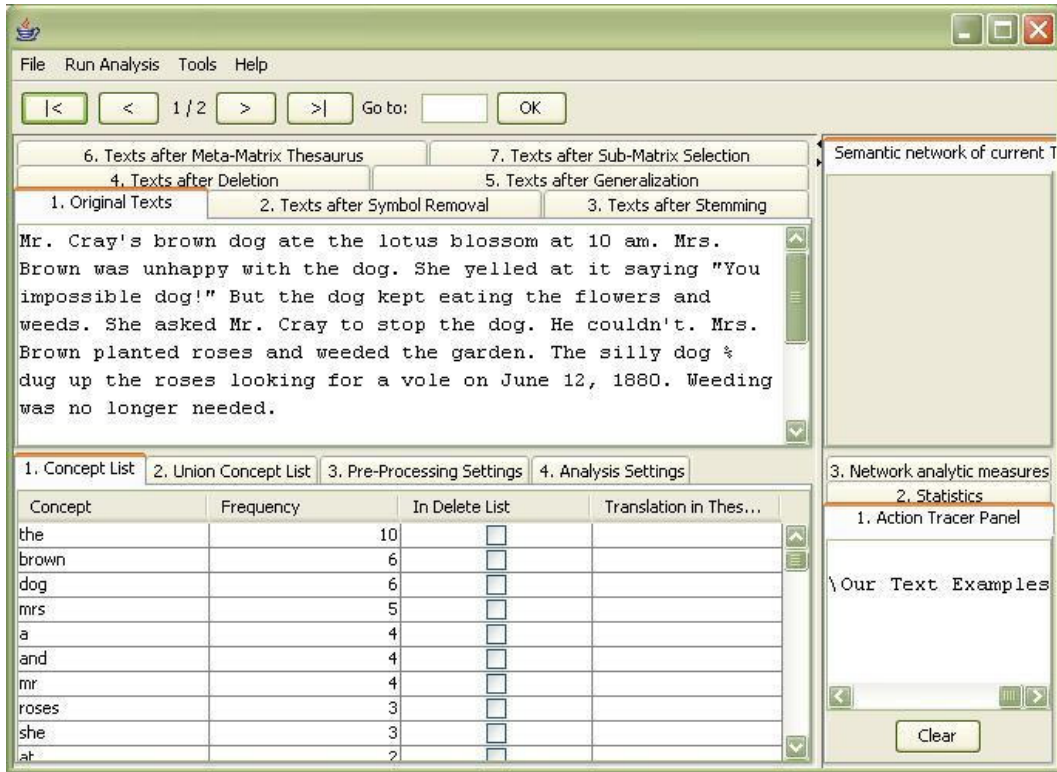 File Run Analysis Tools Help
|< < 1 / 2 > >| Go to: OK
6. Texts after Meta-Matrix Thesaurus 7. Texts after Sub-Matrix Selection
4. Texts after Deletion 5. Texts after Generalization
1. Original Texts 2. Texts after Symbol Removal 3. Texts after Stemming
Mr. Cray's brown dog ate the lotus blossom at 10 am. Mrs.
Brown was unhappy with the dog. She yelled at it saying "You
impossible dog!" But the dog kept eating the flowers and
weeds. She asked Mr. Cray to stop the dog. He couldn't. Mrs.
Brown planted roses and weeded the garden. The silly dog %
dug up the roses looking for a vole on June 12, 1880. Weeding
was no longer needed.
Semantic network of current T
1. Concept List 2. Union Concept List 3. Pre-Processing Settings 4. Analysis Settings
Concept Frequency In Delete List Translation in Thes...
the 10
brown 6
dog 6
mrs 5
a 4
and 4
mr 4
roses 3
she 3
at 2
3. Network analytic measures
2. Statistics
1. Action Tracer Panel
\Our Text Examples
Clear